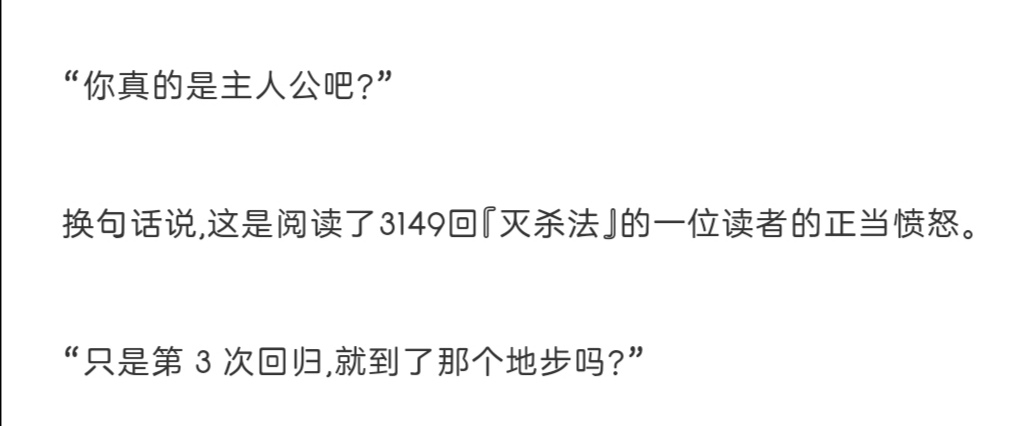 “你真的是主人公吧?”
换句话说,这是阅读了3149回『灭杀法』的一位读者的正当愤怒。
“只是第 3 次回归,就到了那个地步吗?”